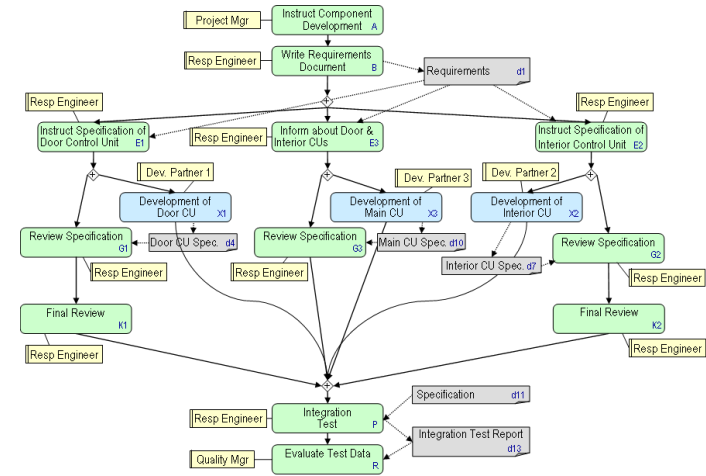 Project Mgr
Instruct Component
Development
A
Resp Engineer
Write Requirements
Document
B
Requirements
d1
Resp Engineer
Resp Engineer
Instruct Specification of
Door Control Unit
E1
Resp Engineer
Inform about Door &
Interior CUs
E3
Instruct Specification of
Interior Control Unit
E2
Dev. Partner 1
Dev. Partner 3
Dev. Partner 2
Development of
Door CU
X1
Development of
Main CU
X3
Development of
Interior CU
X2
Review Specification
G1
Door CU Spec.
d4
Review Specification
G3
Main CU Spec.
d10
Review Specification
G2
Interior CU Spec.
d7
Resp Engineer
Resp Engineer
Resp Engineer
Final Review
K1
Final Review
K2
Resp Engineer
Resp Engineer
Specification
d11
Resp Engineer
Integration
Test
P
Integration Test Report
d13
Quality Mgr
Evaluate Test Data
R